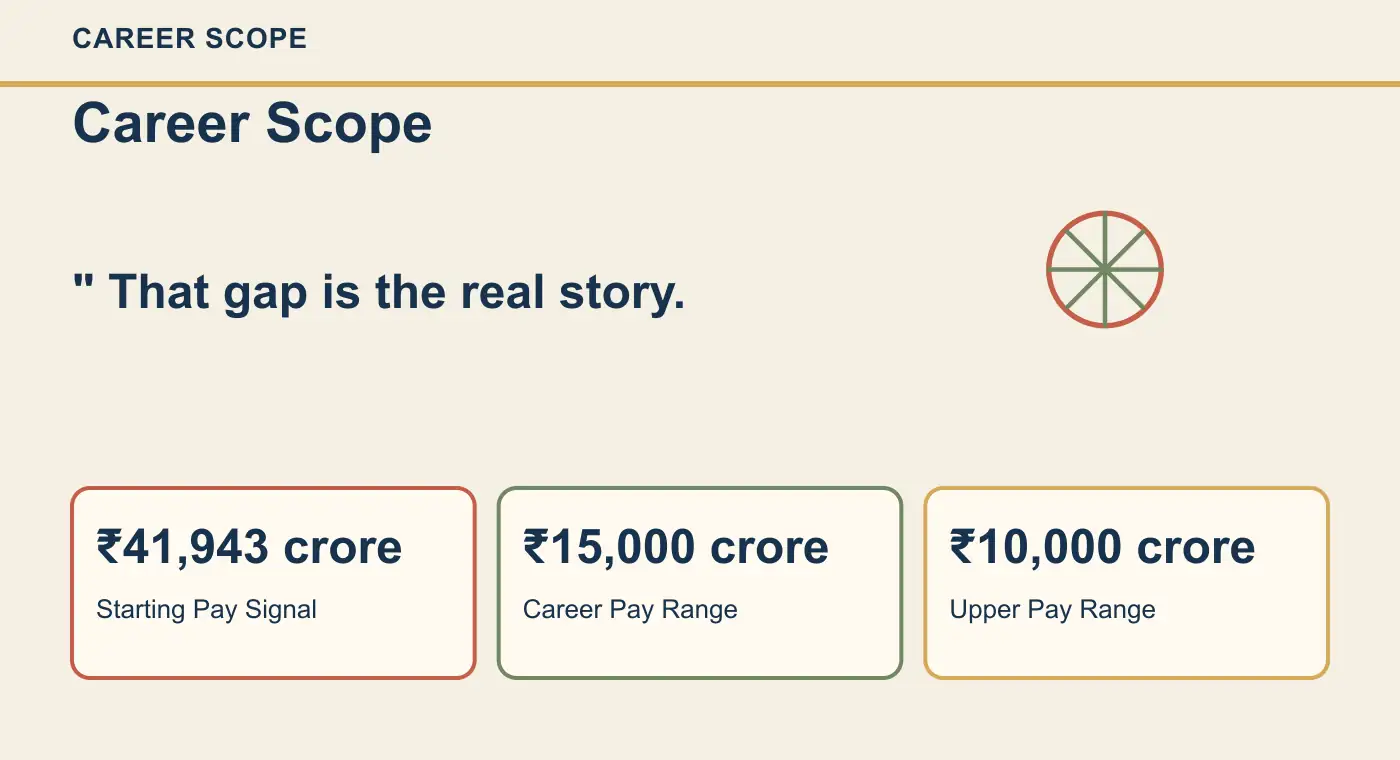 CAREER SCOPE
Career Scope
" That gap is the real story.
₹41,943 crore
Starting Pay Signal
₹15,000 crore
Career Pay Range
₹10,000 crore
Upper Pay Range